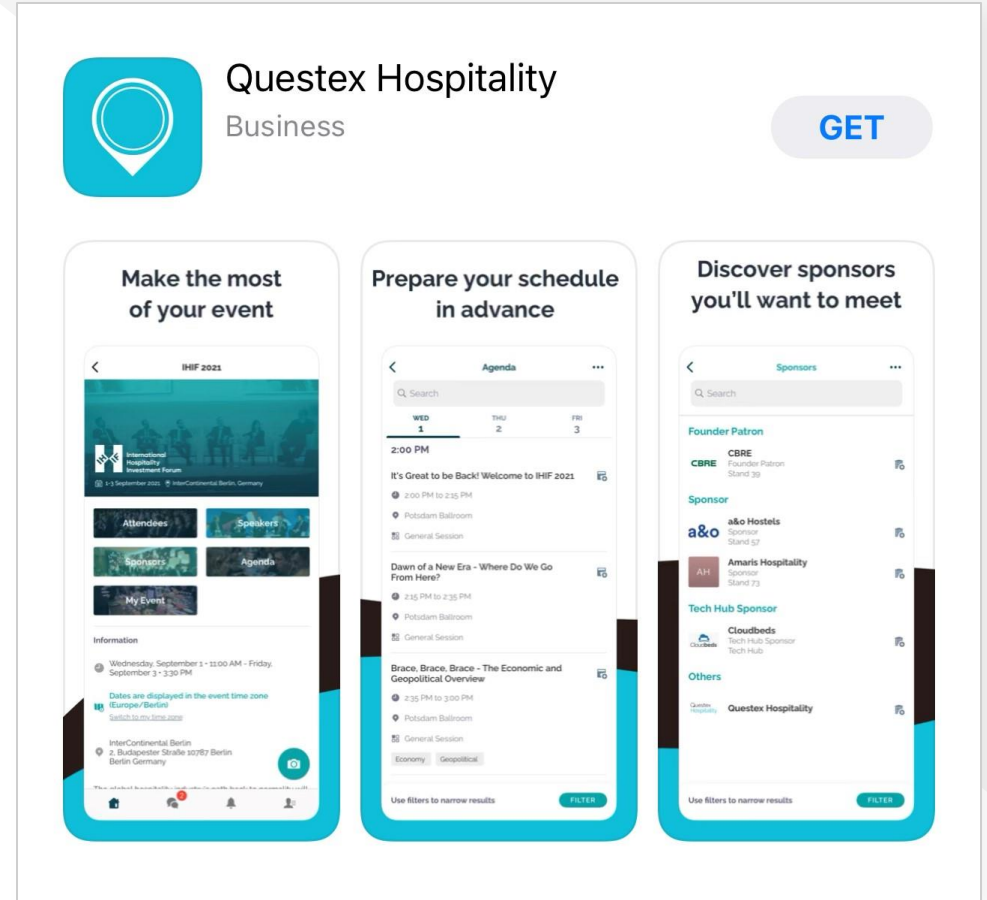 Questex Hospitality
Business
GET
Make the most
of your event
IHIF 2021
International
Hospitality
Investment Forum
1-3 September 2021 InterContinental Berlin, Germany
Attendees
Speakers
Sponsors
Agenda
My Event
Information
Wednesday, September 1 • 11:00 AM - Friday,
September 3 • 3:30 PM
Dates are displayed in the event time zone
(Europe/Berlin)
Switch to my time zone
InterContinental Berlin
2, Budapester Straße 10787 Berlin
Berlin Germany
2
Prepare your schedule
in advance
Agenda
Search
WED THU FRI
1 2 3
2:00 PM
It's Great to be Back! Welcome to IHIF 2021
2:00 PM to 2:15 PM
Potsdam Ballroom
General Session
Dawn of a New Era - Where Do We Go
From Here?
2:15 PM to 2:35 PM
Potsdam Ballroom
General Session
Brace, Brace, Brace - The Economic and
Geopolitical Overview
2:35 PM to 3:00 PM
Potsdam Ballroom
General Session
Economy Geopolitical
Use filters to narrow results FILTER
Discover sponsors
you'll want to meet
Sponsors
Search
Founder Patron
CBRE
CBRE
Founder Patron
Stand 39
Sponsor
a&o
a&o Hostels
Sponsor
Stand 57
AH
Amaris Hospitality
Sponsor
Stand 73
Tech Hub Sponsor
Cloudbeds
Cloudbeds
Tech Hub Sponsor
Tech Hub
Others
Questex
Hospitality
Questex Hospitality
Use filters to narrow results FILTER